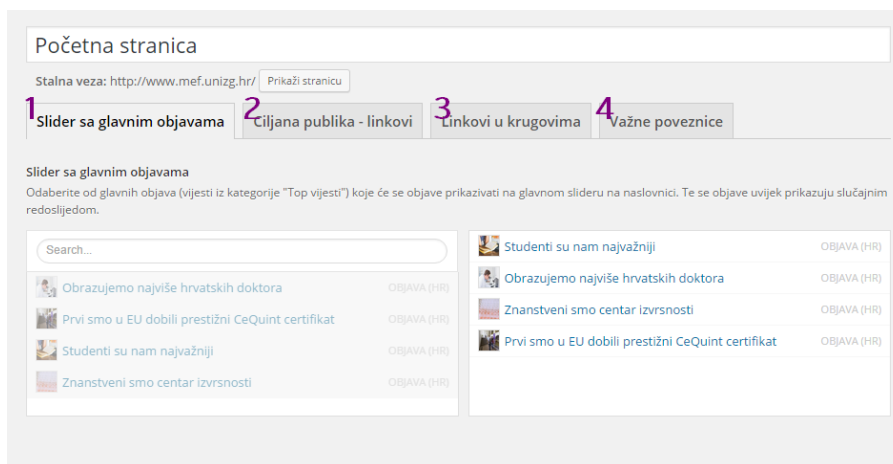 Početna stranica
Stalna veza: http://www.mef.unizg.hr/ Prikaži stranicu
1 2 3 4
Slider sa glavnim objavama Ciljana publika - linkovi Linkovi u krugovima Važne poveznice
Slider sa glavnim objavama
Odaberite od glavnih objava (vijesti iz kategorije "Top vijesti") koje će se objave prikazivati na glavnom slideru na naslovnici. Te se objave uvijek prikazuju slučajnim
redoslijedom.
Search...
Obrazujemo najviše hrvatskih doktora OBJAVA (HR)
Prvi smo u EU dobili prestižni CeQuint certifikat OBJAVA (HR)
Studenti su nam najvažniji OBJAVA (HR)
Znanstveni smo centar izvrsnosti OBJAVA (HR)
Studenti su nam najvažniji OBJAVA (HR)
Obrazujemo najviše hrvatskih doktora OBJAVA (HR)
Znanstveni smo centar izvrsnosti OBJAVA (HR)
Prvi smo u EU dobili prestižni CeQuint certifikat OBJAVA (HR)